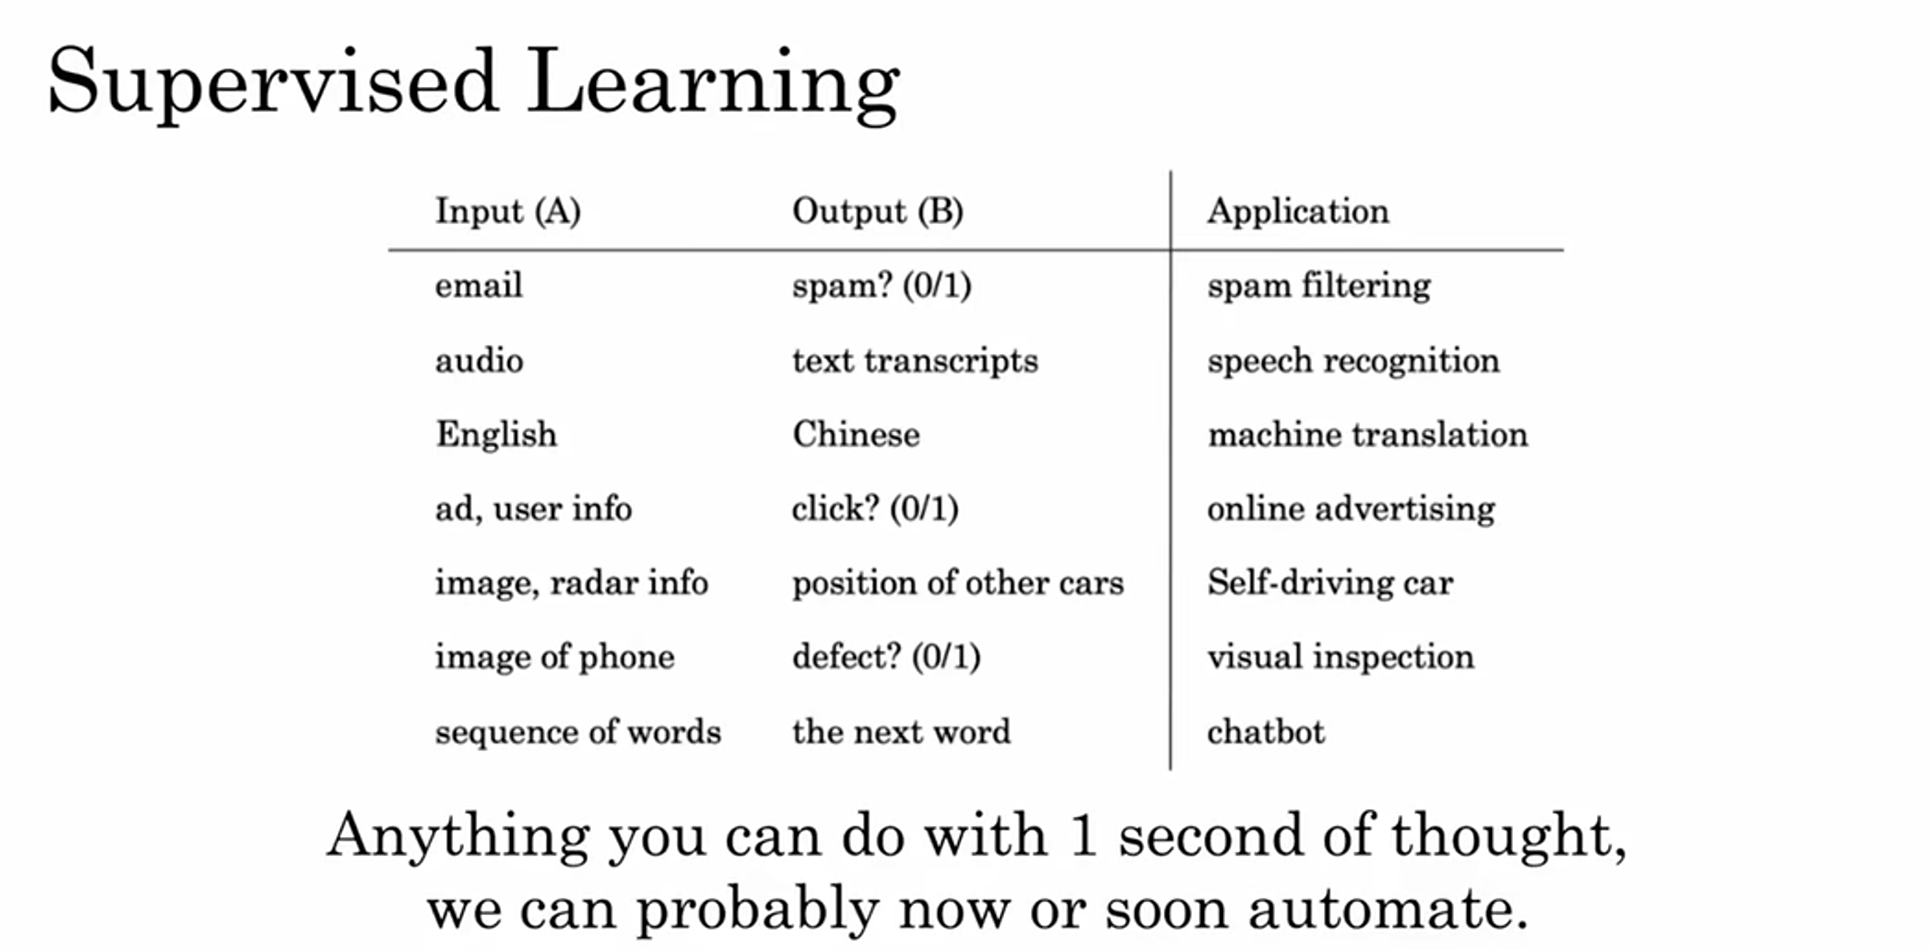 Supervised Learning
Input (A) Output (B) Application
email spam? (0/1) spam filtering
audio text transcripts speech recognition
English Chinese machine translation
ad, user info click? (0/1) online advertising
image, radar info position of other cars Self-driving car
image of phone defect? (0/1) visual inspection
sequence of words the next word chatbot
Anything you can do with 1 second of thought,
we can probably now or soon automate.